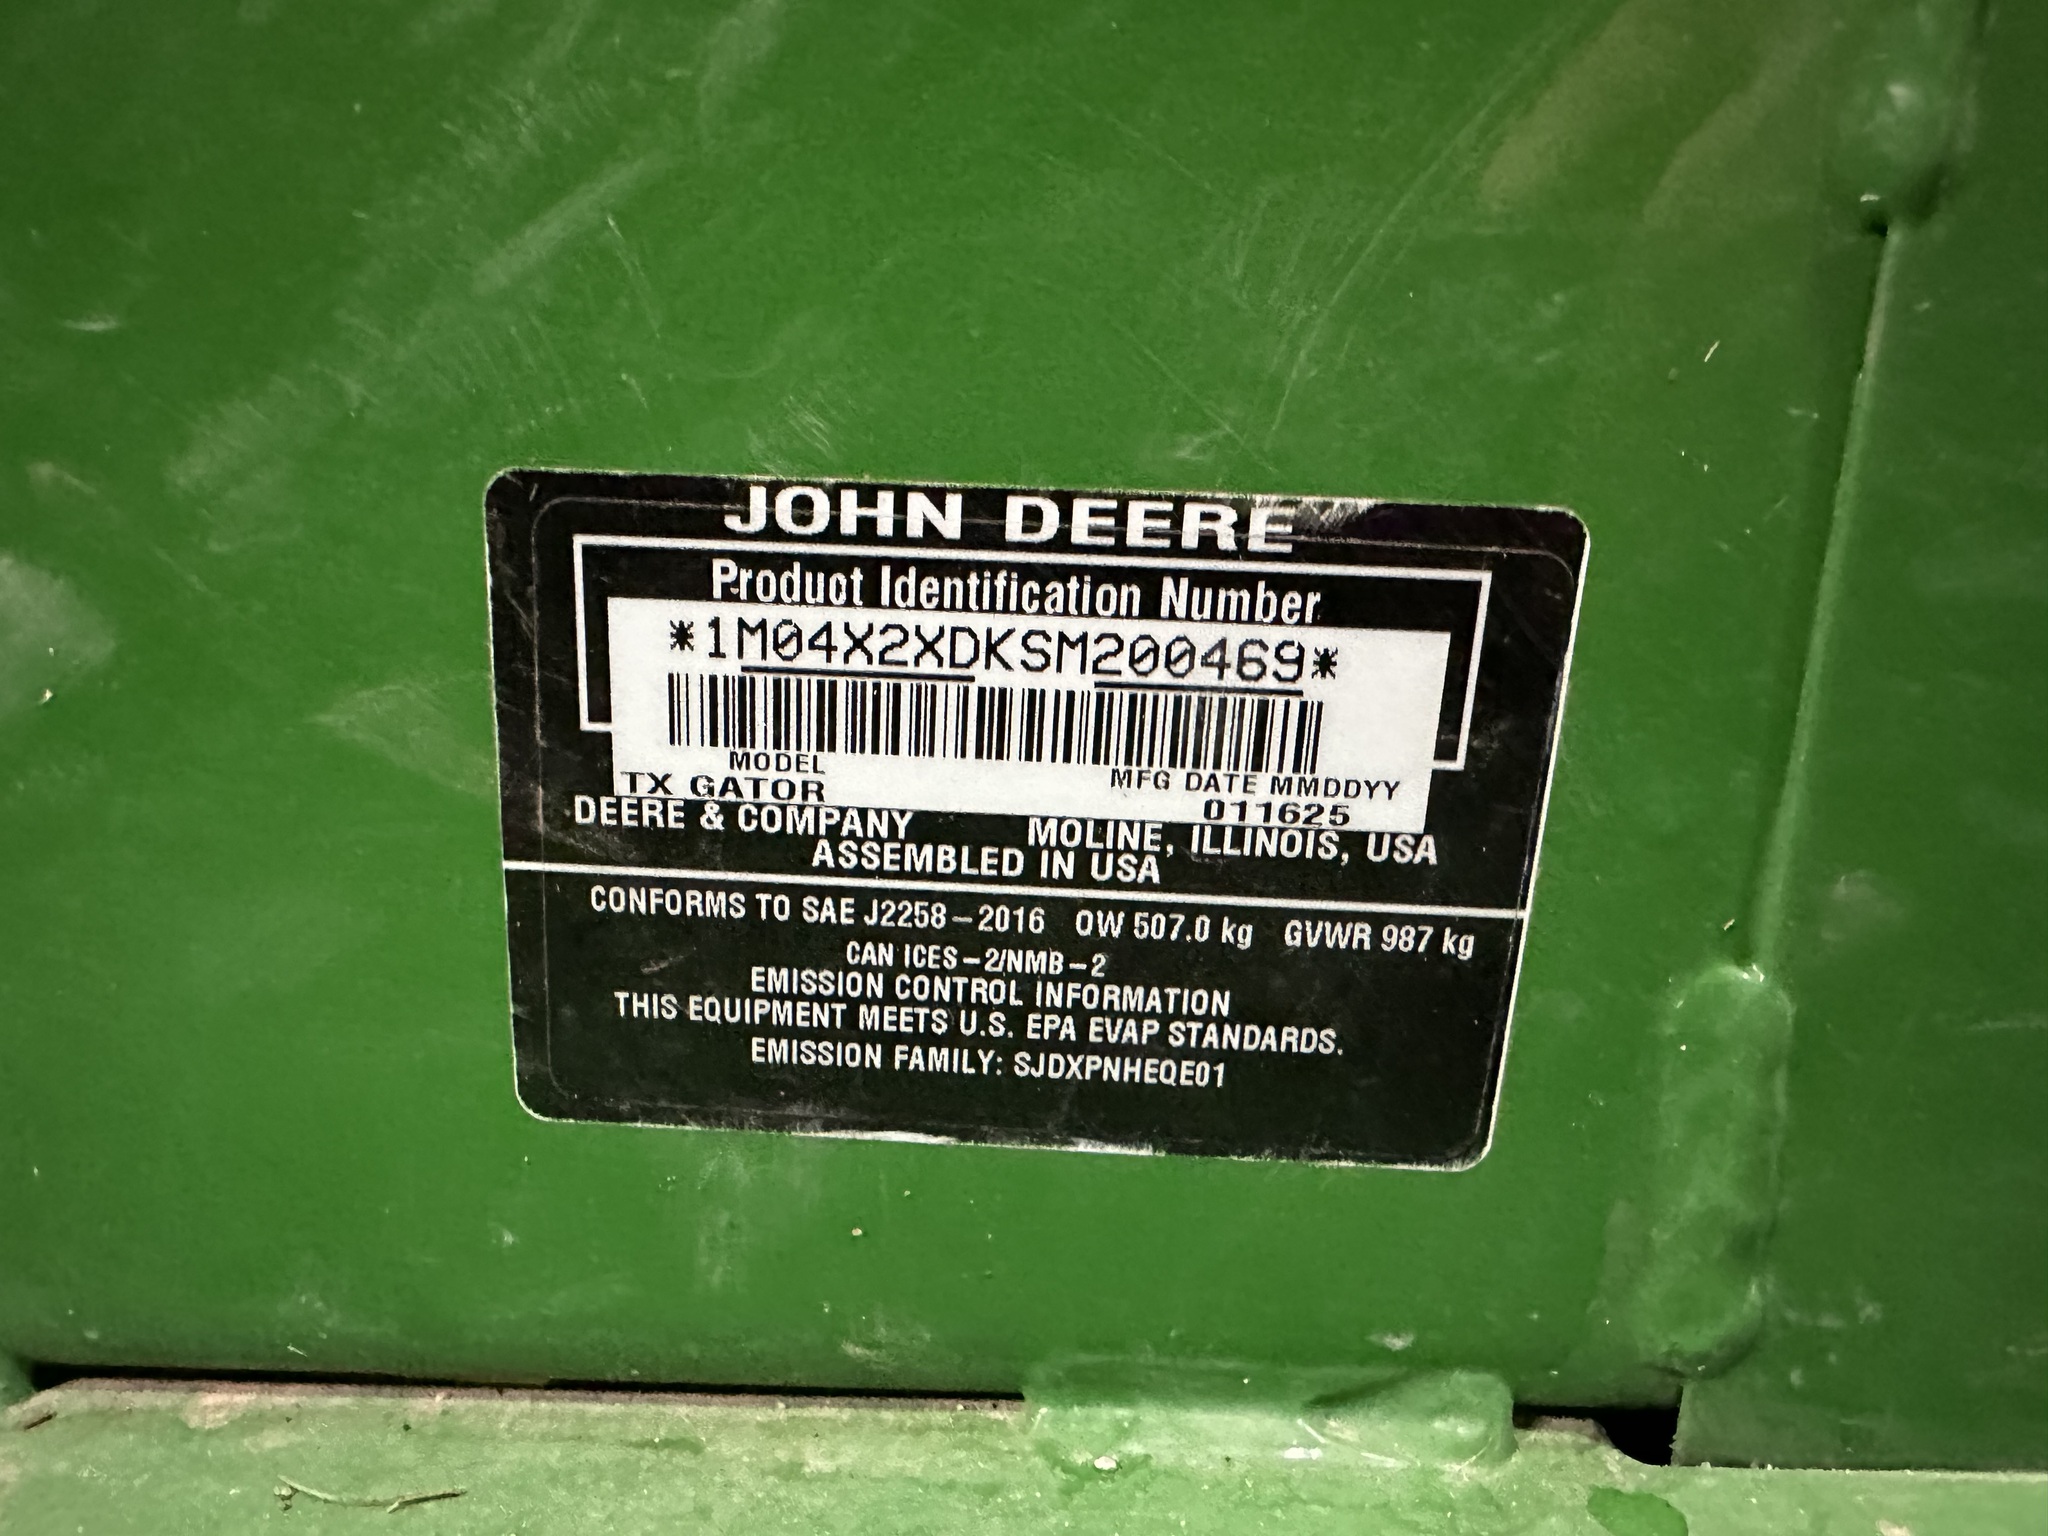 JOHN DEERE
Product Identification Number
*1M04X2XDKSM200469*
MODEL MFG DATE MMDDYY
TX GATOR 011625
DEERE & COMPANY MOLINE, ILLINOIS, USA
ASSEMBLED IN USA
CONFORMS TO SAE J2258-2016 OW 507.0 kg GVWR 987 kg
CAN ICES-2/NMB-2
EMISSION CONTROL INFORMATION
THIS EQUIPMENT MEETS U.S. EPA EVAP STANDARDS.
EMISSION FAMILY: SJDXPNHEQE01